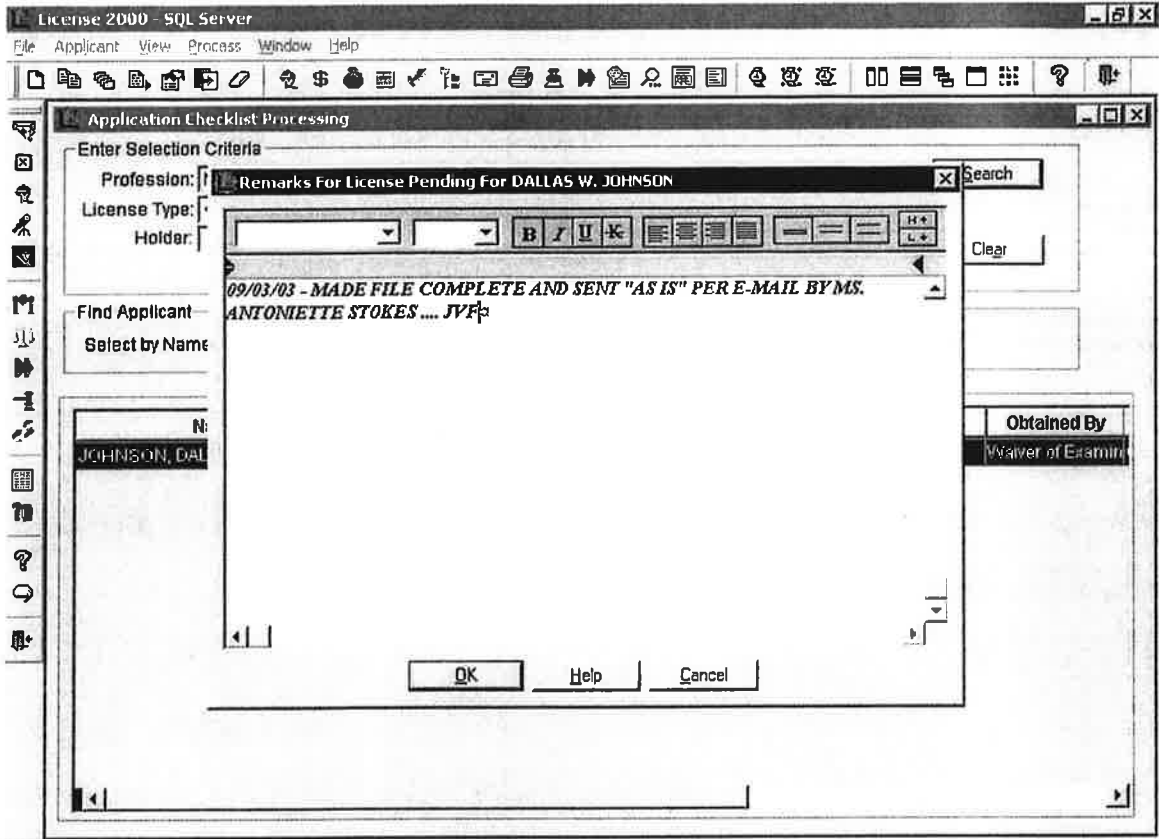 License 2000 - SQL Server
File Applicant View Process Window Help
Application Checklist Processing
Enter Selection Criteria
Profession:
License Type:
Holder:
Search
Clear
Remarks For License Pending For DALLAS W. JOHNSON
B I U K
H+
L+
09/03/03 - MADE FILE COMPLETE AND SENT "AS IS" PER E-MAIL BY MS.
ANTONIETTE STOKES .... JVF¤
Find Applicant
Select by Name
Obtained By
JOHNSON, DAL
Waiver of Examin
OK Help Cancel